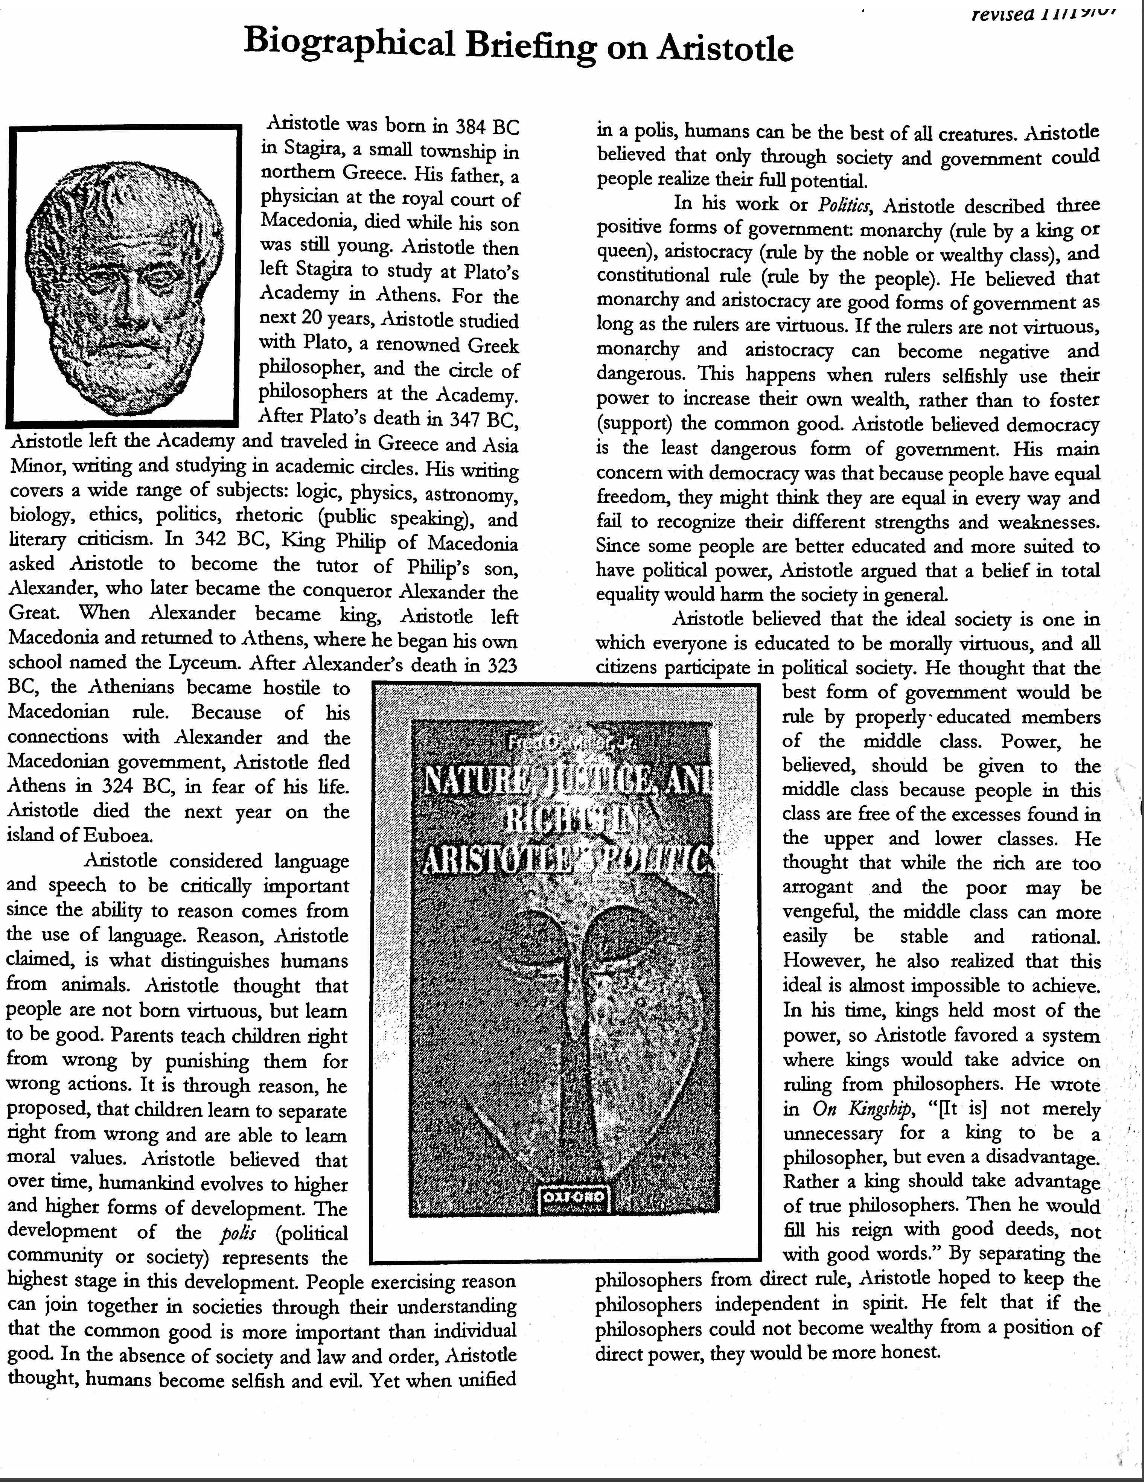 revised 11/19/07
Biographical Briefing on Aristotle
Aristotle was born in 384 BC
in Stagira, a small township in
northern Greece. His father, a
physician at the royal court of
Macedonia, died while his son
was still young. Aristotle then
left Stagira to study at Plato's
Academy in Athens. For the
next 20 years, Aristotle studied
with Plato, a renowned Greek
philosopher, and the circle of
philosophers at the Academy.
After Plato's death in 347 BC,
Aristotle left the Academy and traveled in Greece and Asia
Minor, writing and studying in academic circles. His writing
covers a wide range of subjects: logic, physics, astronomy,
biology, ethics, politics, rhetoric (public speaking), and
literary criticism. In 342 BC, King Philip of Macedonia
asked Aristotle to become the tutor of Philip's son,
Alexander, who later became the conqueror Alexander the
Great. When Alexander became king, Aristotle left
Macedonia and returned to Athens, where he began his own
school named the Lyceum. After Alexander's death in 323
BC, the Athenians became hostile to
Macedonian rule. Because of his
connections with Alexander and the
Macedonian government, Aristotle fled
Athens in 324 BC, in fear of his life.
Aristotle died the next year on the
island of Euboea.
Aristotle considered language
and speech to be critically important
since the ability to reason comes from
the use of language. Reason, Aristotle
claimed, is what distinguishes humans
from animals. Aristotle thought that
people are not born virtuous, but learn
to be good. Parents teach children right
from wrong by punishing them for
wrong actions. It is through reason, he
proposed, that children learn to separate
right from wrong and are able to learn
moral values. Aristotle believed that
over time, humankind evolves to higher
and higher forms of development. The
development of the polis (political
community or society) represents the
highest stage in this development. People exercising reason
can join together in societies through their understanding
that the common good is more important than individual
good. In the absence of society and law and order, Aristotle
thought, humans become selfish and evil. Yet when unified
in a polis, humans can be the best of all creatures. Aristotle
believed that only through society and government could
people realize their full potential.
In his work or Politics, Aristotle described three
positive forms of government: monarchy (rule by a king or
queen), aristocracy (rule by the noble or wealthy class), and
constitutional rule (rule by the people). He believed that
monarchy and aristocracy are good forms of government as
long as the rulers are virtuous. If the rulers are not virtuous,
monarchy and aristocracy can become negative and
dangerous. This happens when rulers selfishly use their
power to increase their own wealth, rather than to foster
(support) the common good. Aristotle believed democracy
is the least dangerous form of government. His main
concern with democracy was that because people have equal
freedom, they might think they are equal in every way and
fail to recognize their different strengths and weaknesses.
Since some people are better educated and more suited to
have political power, Aristotle argued that a belief in total
equality would harm the society in general.
Aristotle believed that the ideal society is one in
which everyone is educated to be morally virtuous, and all
citizens participate in political society. He thought that the
best form of government would be
rule by properly educated members
of the middle class. Power, he
believed, should be given to the
middle class because people in this
class are free of the excesses found in
the upper and lower classes. He
thought that while the rich are too
arrogant and the poor may be
vengeful, the middle class can more
easily be stable and rational.
However, he also realized that this
ideal is almost impossible to achieve.
In his time, kings held most of the
power, so Aristotle favored a system
where kings would take advice on
ruling from philosophers. He wrote
in On Kingship, "[It is] not merely
unnecessary for a king to be a
philosopher, but even a disadvantage.
Rather a king should take advantage
of true philosophers. Then he would
fill his reign with good deeds, not
with good words." By separating the
philosophers from direct rule, Aristotle hoped to keep the
philosophers independent in spirit. He felt that if the
philosophers could not become wealthy from a position of
direct power, they would be more honest.
Fred Jr.
NATURE, JUSTICE, AND
RIGHTS IN
ARISTOTLE'S POLITICS
OXFORD